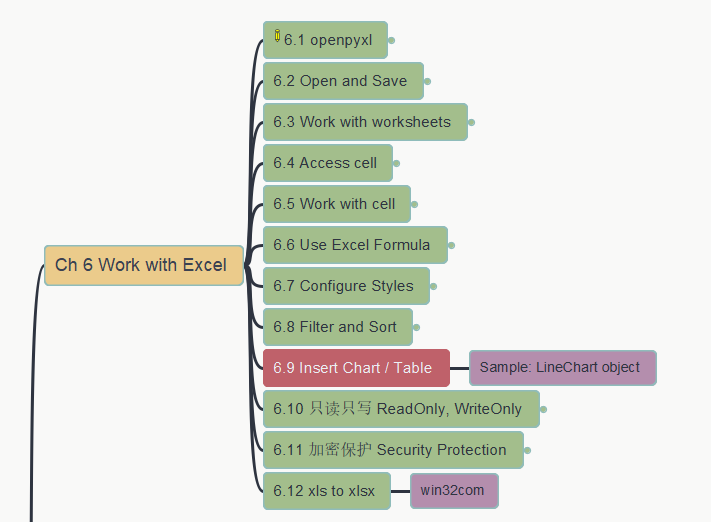 6.1 openpyxl
6.2 Open and Save
6.3 Work with worksheets
6.4 Access cell
6.5 Work with cell
6.6 Use Excel Formula
Ch 6 Work with Excel
6.7 Configure Styles
6.8 Filter and Sort
6.9 Insert Chart / Table
Sample: LineChart object
6.10 只读只写 ReadOnly, WriteOnly
6.11 加密保护 Security Protection
6.12 xls to xlsx
win32com